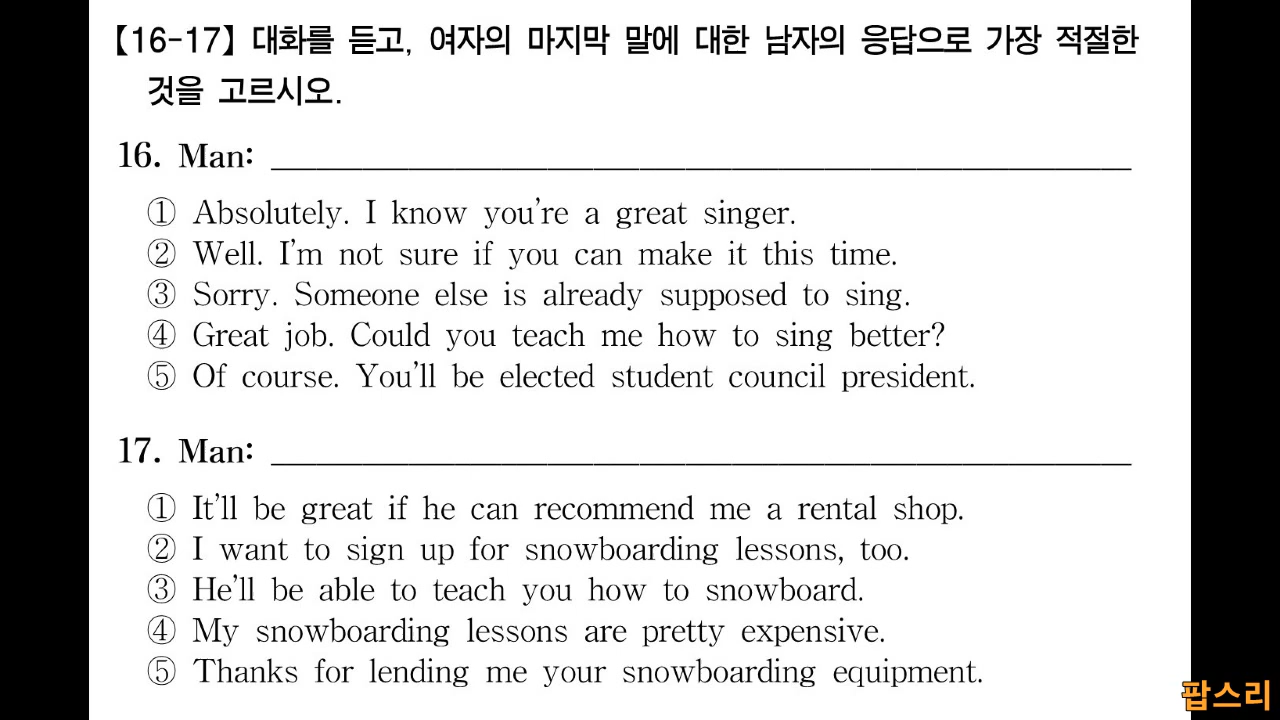 【16-17】 대화를 듣고, 여자의 마지막 말에 대한 남자의 응답으로 가장 적절한
것을 고르시오.
16. Man: ______
① Absolutely. I know you're a great singer.
② Well. I'm not sure if you can make it this time.
③ Sorry. Someone else is already supposed to sing.
④ Great job. Could you teach me how to sing better?
⑤ Of course. You'll be elected student council president.
17. Man: ______
① It'll be great if he can recommend me a rental shop.
② I want to sign up for snowboarding lessons, too.
③ He'll be able to teach you how to snowboard.
④ My snowboarding lessons are pretty expensive.
⑤ Thanks for lending me your snowboarding equipment.
팝스리